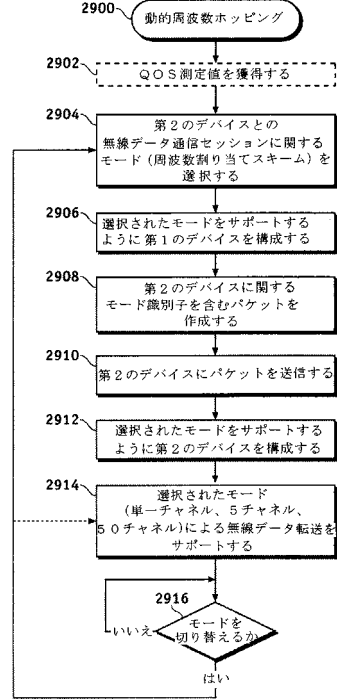 2900
動的周波数ホッピング
2902
QOS測定値を獲得する
2904
第2のデバイスとの
無線データ通信セッションに関する
モード(周波数割り当てスキーム)を
選択する
2906
選択されたモードをサポートする
ように第1のデバイスを構成する
2908
第2のデバイスに関する
モード識別子を含むパケットを
作成する
2910
第2のデバイスにパケットを送信する
2912
選択されたモードをサポートする
ように第2のデバイスを構成する
2914
選択されたモード
(単一チャネル、5チャネル、
50チャネル)による無線データ転送を
サポートする
2916
モードを
切り替えるか
いいえ
はい